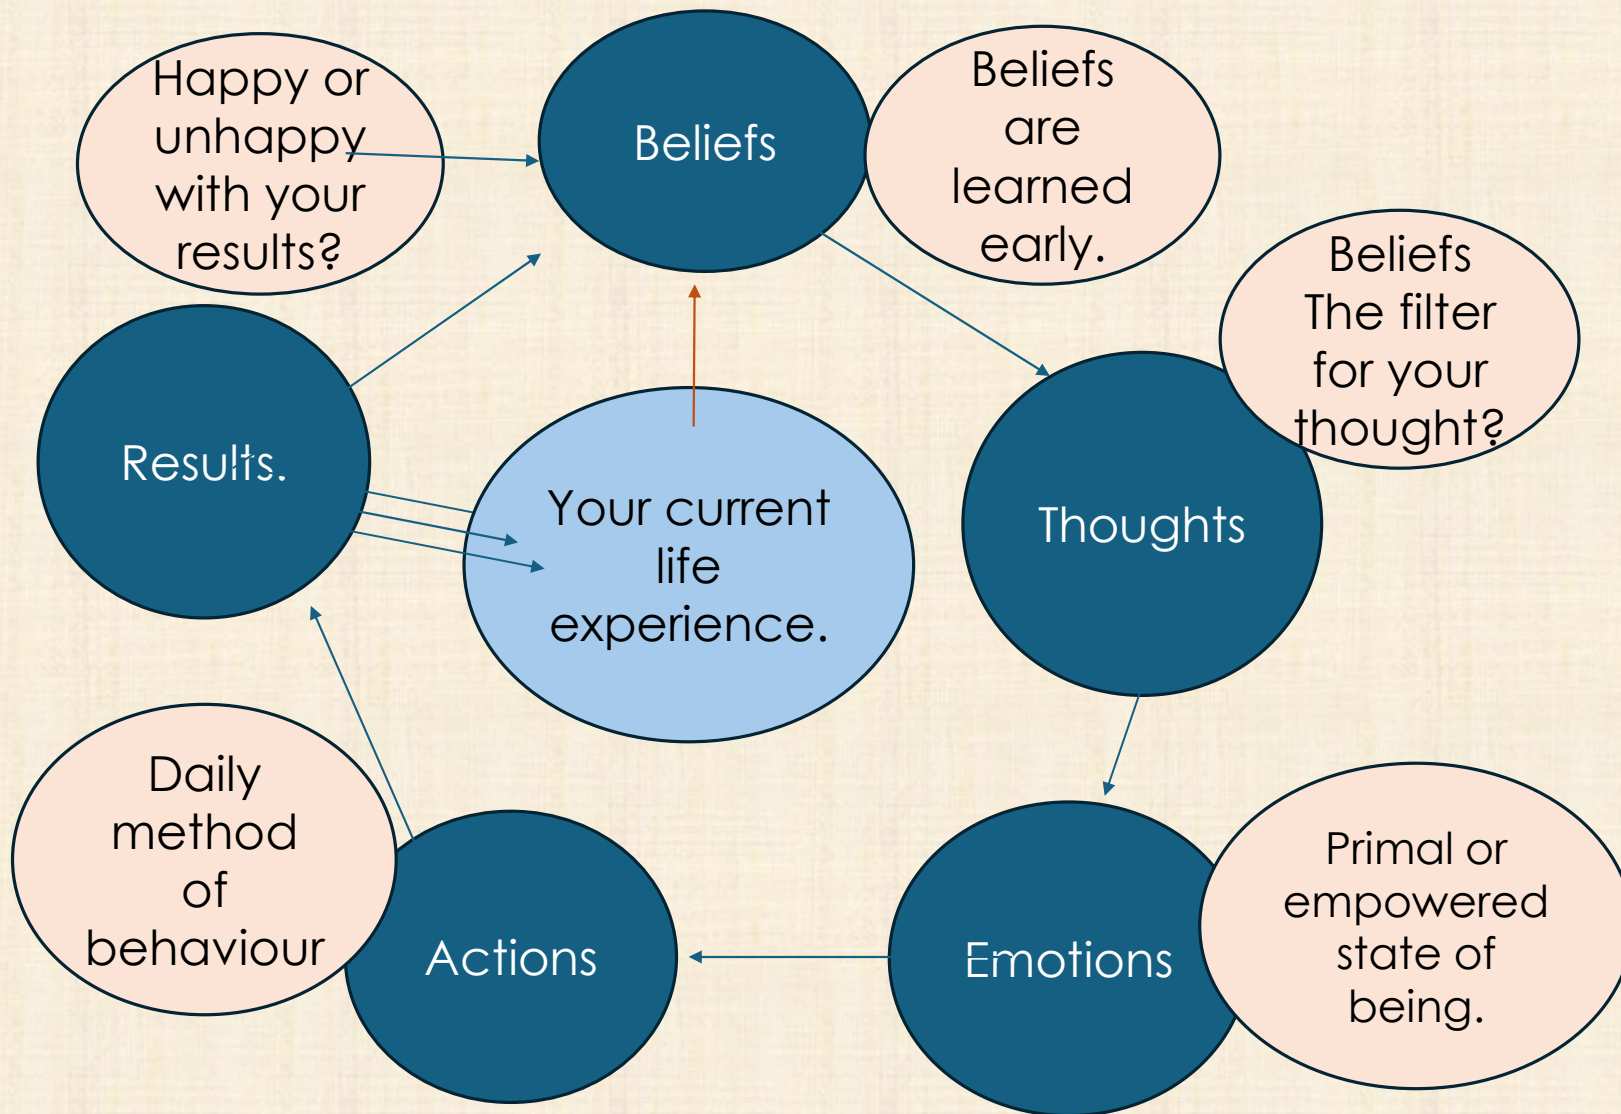 Happy or
unhappy
with your
results?
Beliefs
Beliefs
are
learned
early.
Beliefs
The filter
for your
thought?
Results.
Your current
life
experience.
Thoughts
Daily
method
of
behaviour
Actions
Emotions
Primal or
empowered
state of
being.